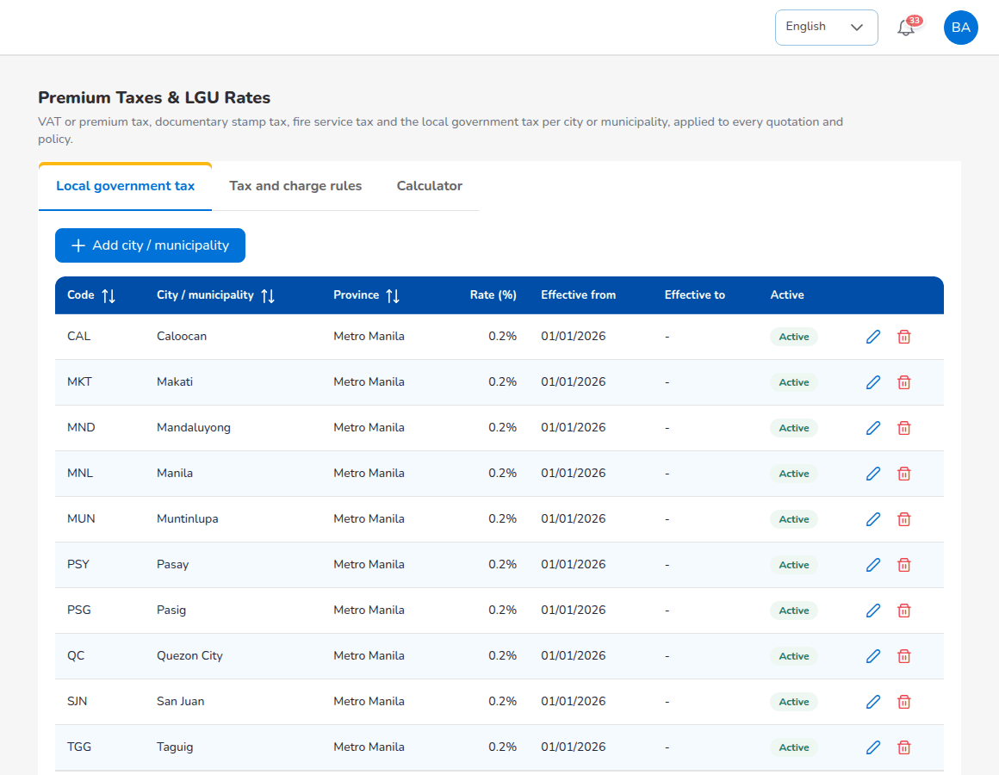 English
33
BA
Premium Taxes & LGU Rates
VAT or premium tax, documentary stamp tax, fire service tax and the local government tax per city or municipality, applied to every quotation and
policy.
Local government tax Tax and charge rules Calculator
Add city / municipality
Code City / municipality Province Rate (%) Effective from Effective to Active
CAL Caloocan Metro Manila 0.2% 01/01/2026 - Active
MKT Makati Metro Manila 0.2% 01/01/2026 - Active
MND Mandaluyong Metro Manila 0.2% 01/01/2026 - Active
MNL Manila Metro Manila 0.2% 01/01/2026 - Active
MUN Muntinlupa Metro Manila 0.2% 01/01/2026 - Active
PSY Pasay Metro Manila 0.2% 01/01/2026 - Active
PSG Pasig Metro Manila 0.2% 01/01/2026 - Active
QC Quezon City Metro Manila 0.2% 01/01/2026 - Active
SJN San Juan Metro Manila 0.2% 01/01/2026 - Active
TGG Taguig Metro Manila 0.2% 01/01/2026 - Active